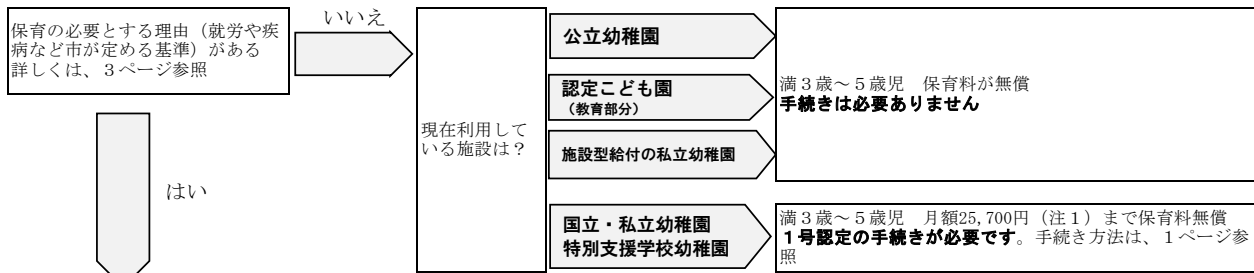 保育の必要とする理由（就労や疾
病など市が定める基準）がある
詳しくは、３ページ参照
いいえ
はい
現在利用して
いる施設は？
公立幼稚園
認定こども園
（教育部分）
施設型給付の私立幼稚園
満３歳～５歳児　保育料が無償
手続きは必要ありません
国立・私立幼稚園
特別支援学校幼稚園
満３歳～５歳児　月額25,700円（注１）まで保育料無償
１号認定の手続きが必要です。手続き方法は、１ページ参
照